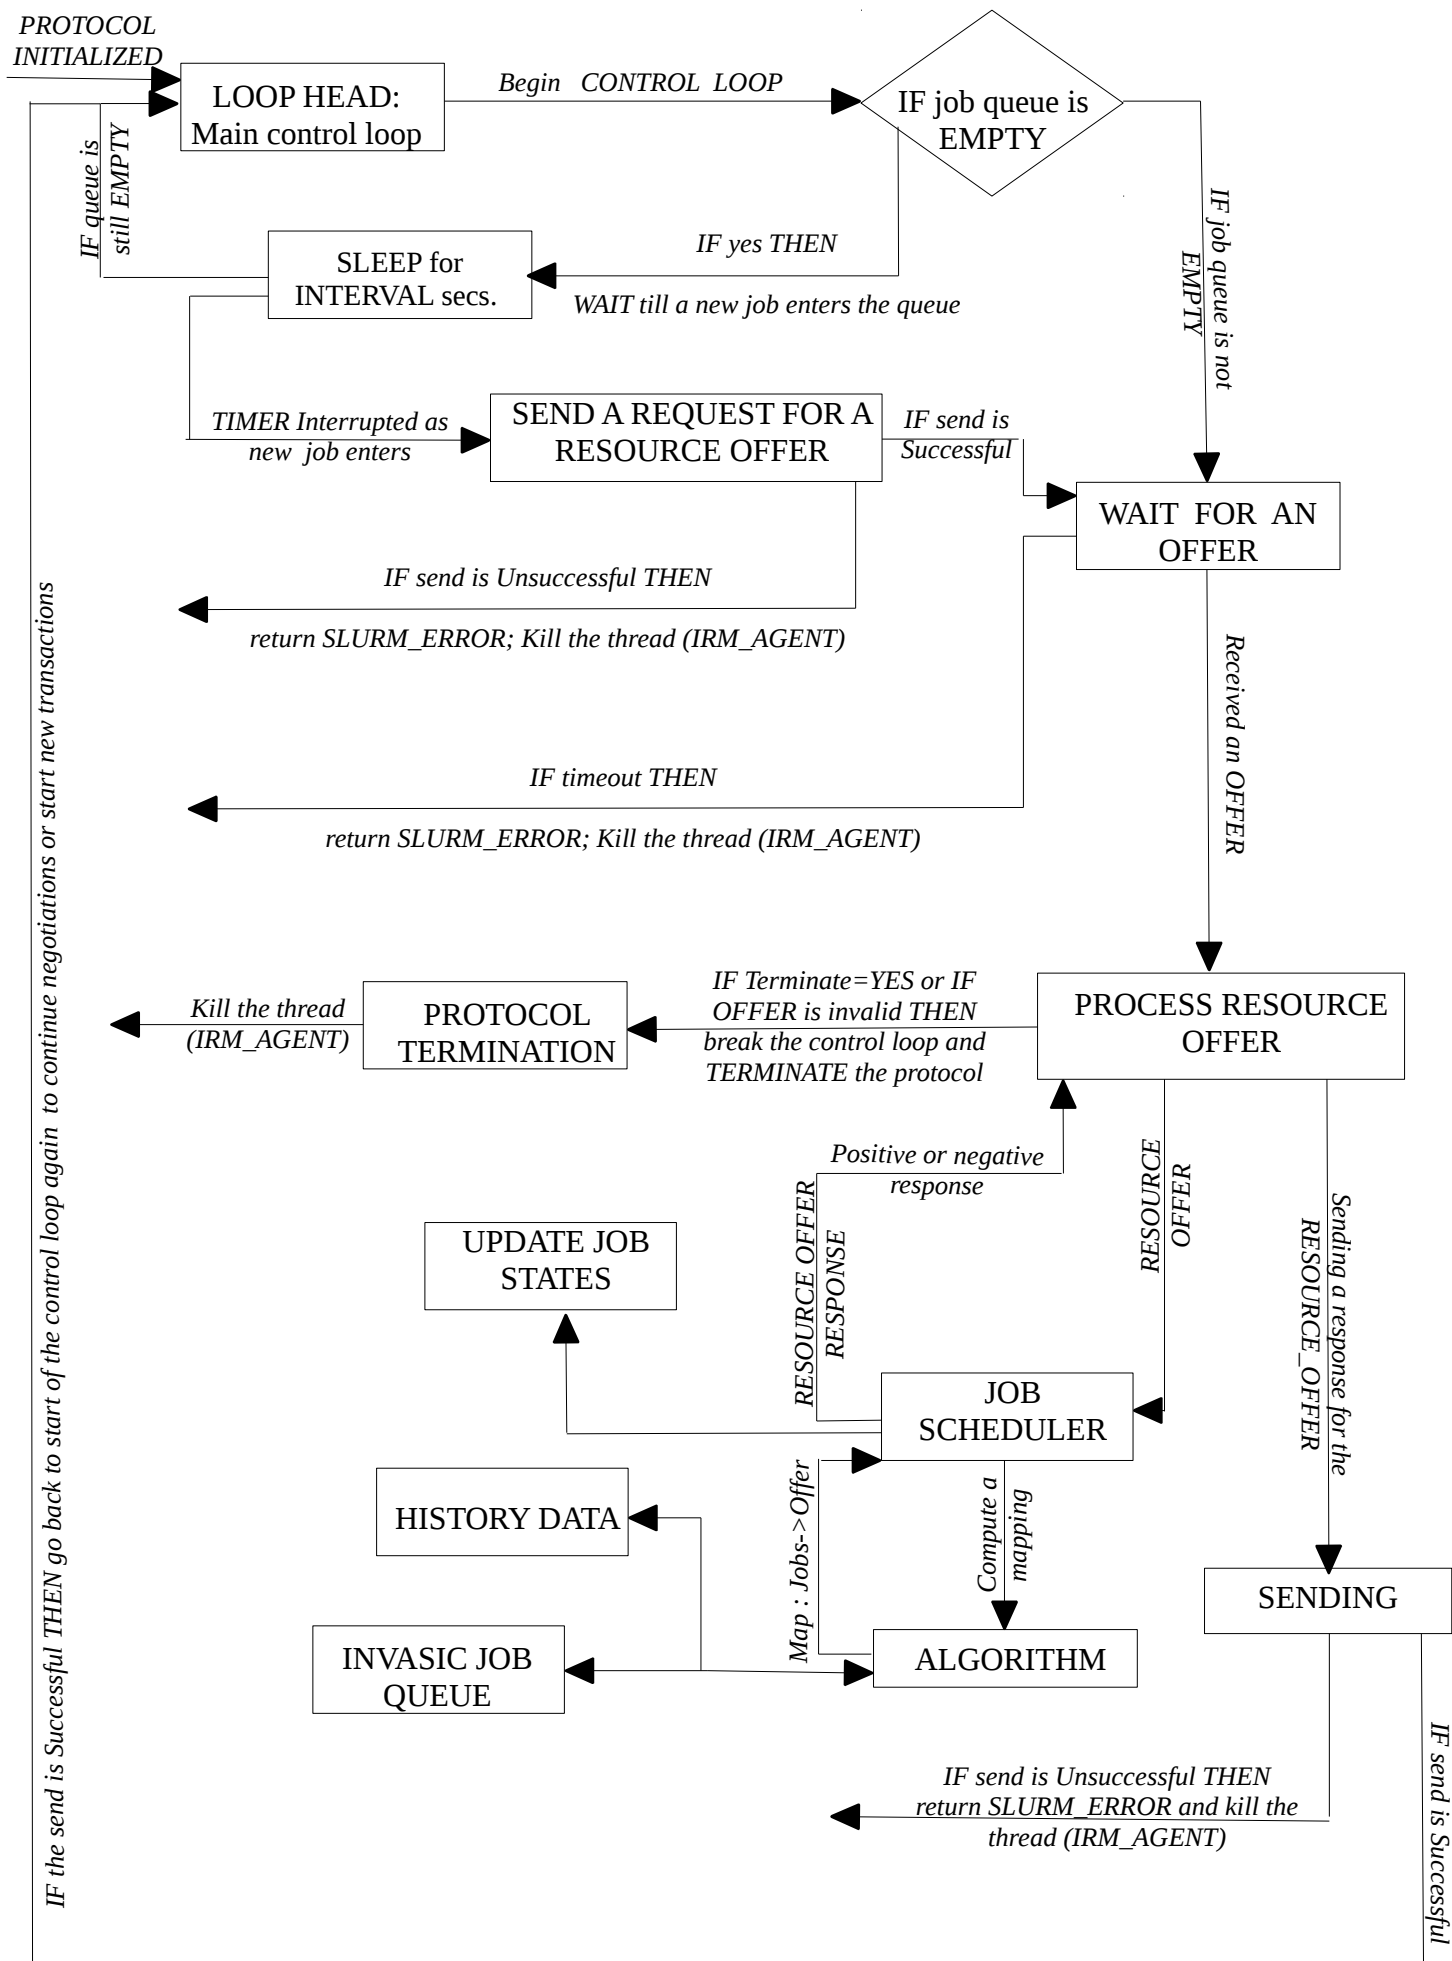 PROTOCOL
INITIALIZED
LOOP HEAD:
Main control loop
Begin CONTROL LOOP
IF job queue is
EMPTY
IF queue is
still EMPTY
IF yes THEN
WAIT till a new job enters the queue
SLEEP for
INTERVAL secs.
IF job queue is not
EMPTY
TIMER Interrupted as
new job enters
SEND A REQUEST FOR A
RESOURCE OFFER
IF send is
Successful
WAIT FOR AN
OFFER
IF send is Unsuccessful THEN
return SLURM_ERROR; Kill the thread (IRM_AGENT)
IF timeout THEN
return SLURM_ERROR; Kill the thread (IRM_AGENT)
Received an OFFER
IF the send is Successful THEN go back to start of the control loop again to continue negotiations or start new transactions
Kill the thread
(IRM_AGENT)
PROTOCOL
TERMINATION
IF Terminate=YES or IF
OFFER is invalid THEN
break the control loop and
TERMINATE the protocol
PROCESS RESOURCE
OFFER
Positive or negative
response
RESOURCE OFFER
RESPONSE
RESOURCE
OFFER
Sending a response for the
RESOURCE_OFFER
UPDATE JOB
STATES
JOB
SCHEDULER
HISTORY DATA
Map : Jobs->Offer
Compute a
mapping
SENDING
INVASIC JOB
QUEUE
ALGORITHM
IF send is Unsuccessful THEN
return SLURM_ERROR and kill the
thread (IRM_AGENT)
IF send is Successful